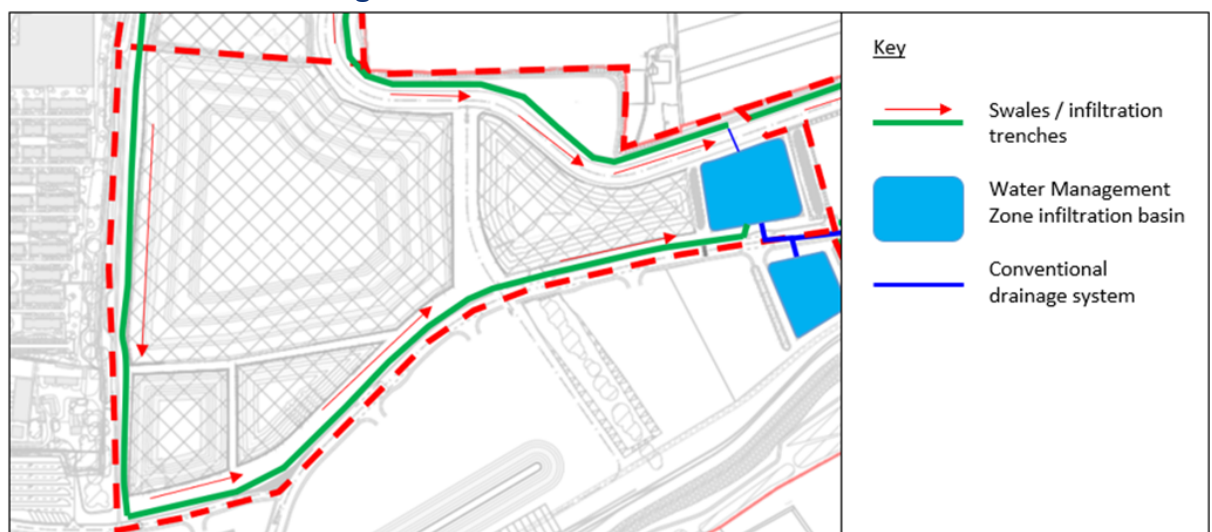 Key
Swales / infiltration
trenches
Water Management
Zone infiltration basin
Conventional
drainage system